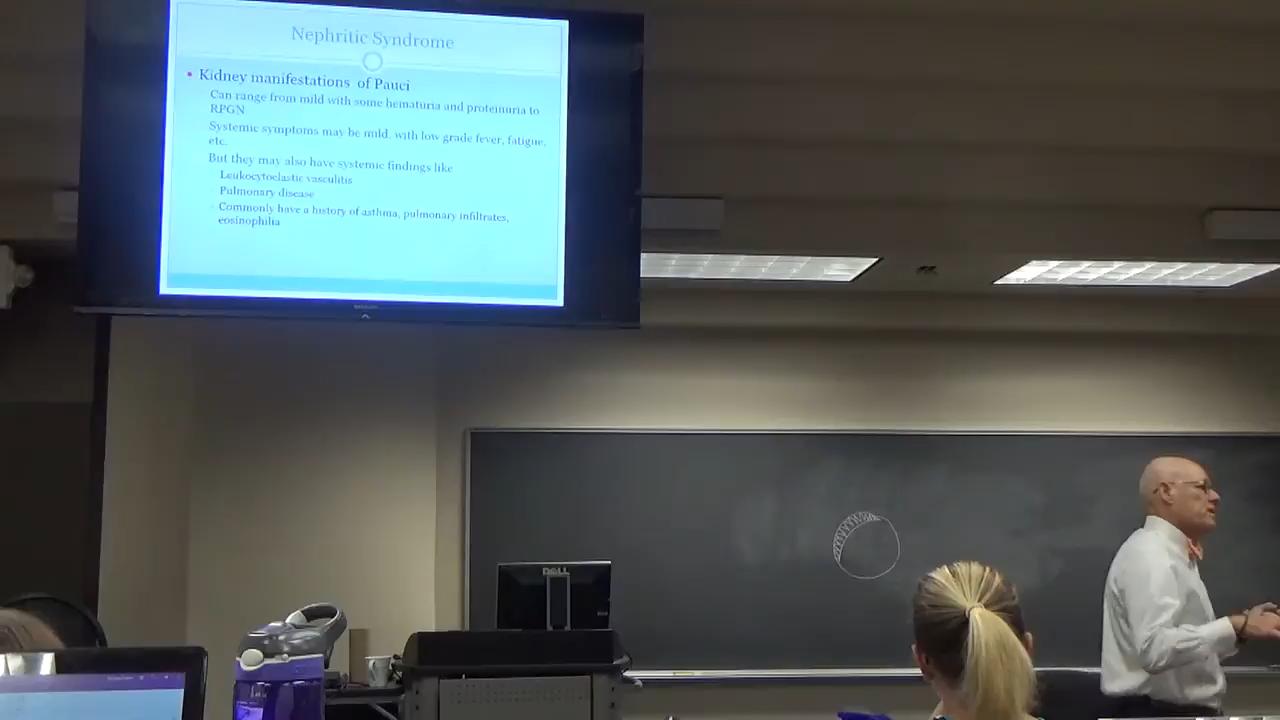 Nephritic Syndrome
Kidney manifestations of Pauci
Can range from mild with some hematuria and proteinuria to
RPGN
Systemic symptoms may be mild, with low grade fever, fatigue,
etc.
But they may also have systemic findings like
Leukocytoclastic vasculitis
Pulmonary disease
Commonly have a history of asthma, pulmonary infiltrates,
eosinophilia
DELL